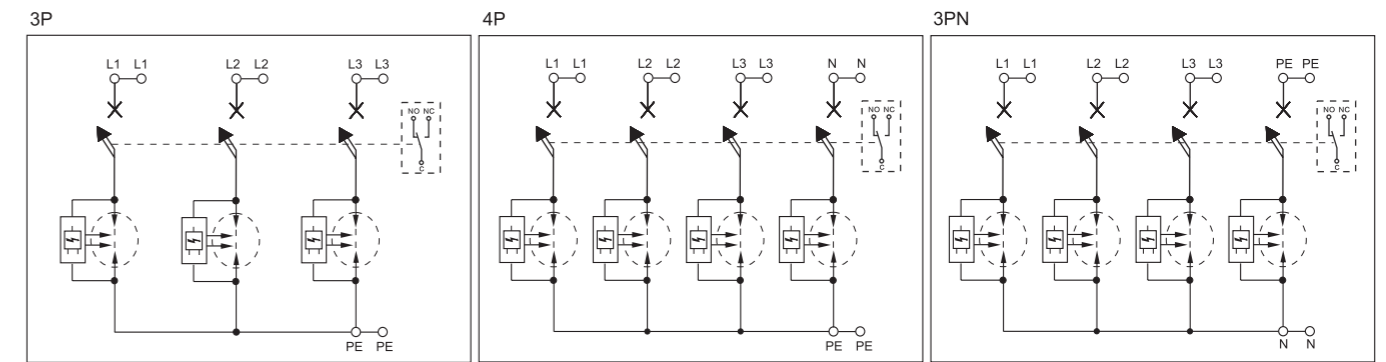 3P
L1 L1 L2 L2 L3 L3
NO NC
C
PE PE
4P
L1 L1 L2 L2 L3 L3 N N
NO NC
C
PE PE
3PN
L1 L1 L2 L2 L3 L3 PE PE
NO NC
C
N N